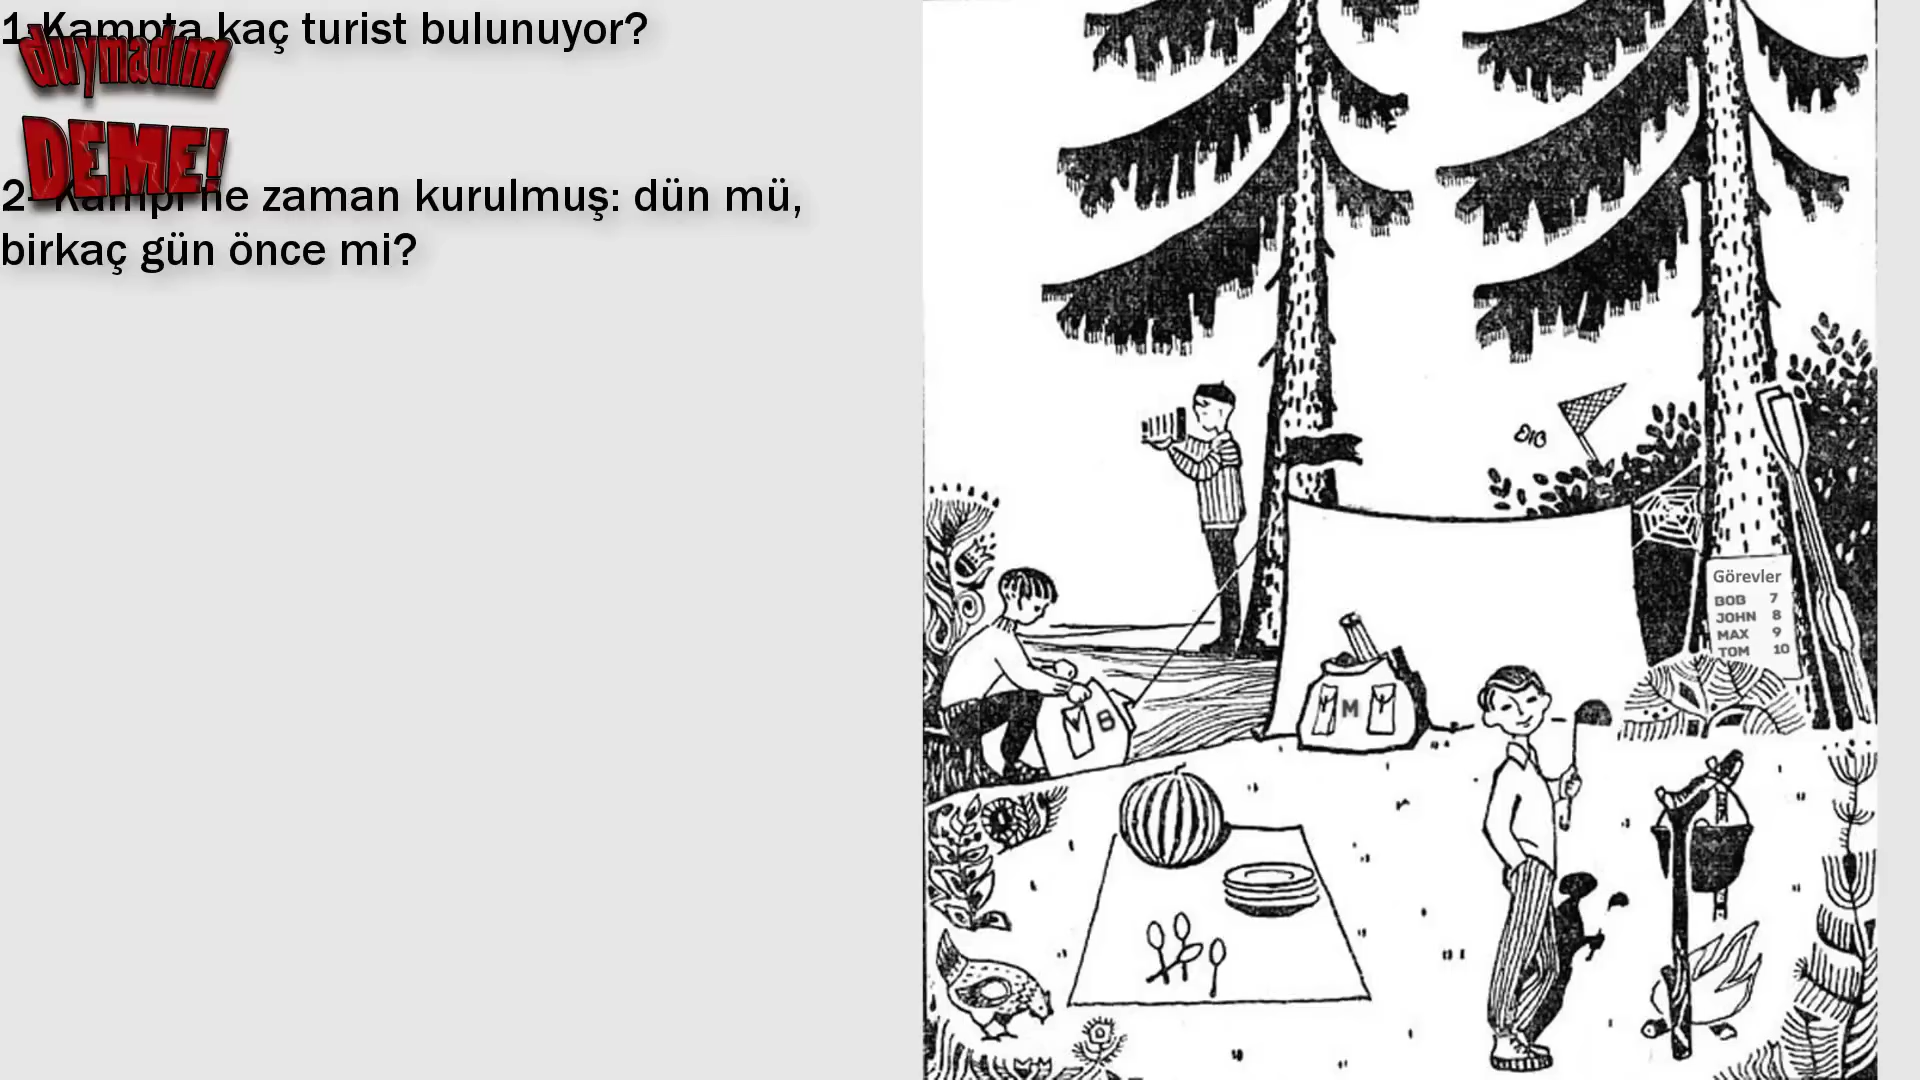 1-Kampta kaç turist bulunuyor?
duymadım
DEME!
2- Kampı ne zaman kurulmuş: dün mü,
birkaç gün önce mi?
Görevler
BOB 7
JOHN 8
MAX 9
TOM 10
B
M